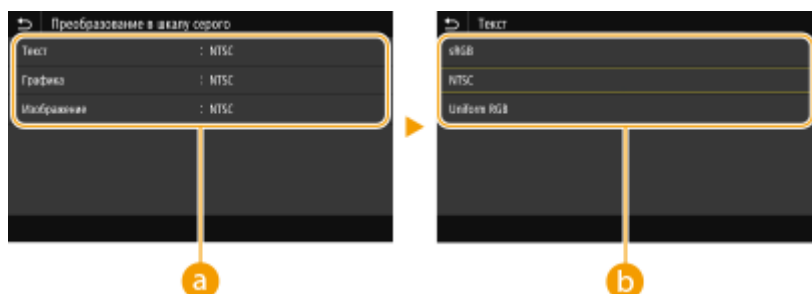 Преобразование в шкалу серого
Текст : NTSC
Графика : NTSC
Изображение : NTSC
a
Текст
sRGB
NTSC
Uniform RGB
b